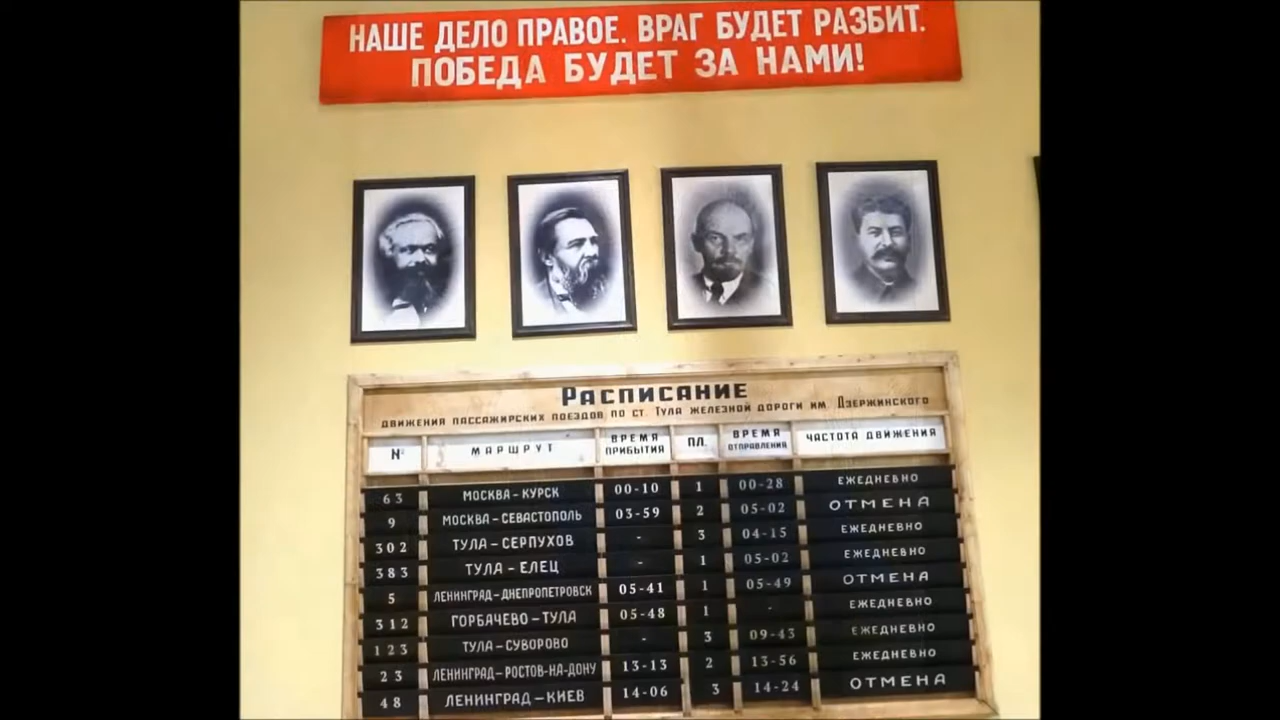 НАШЕ ДЕЛО ПРАВОЕ. ВРАГ БУДЕТ РАЗБИТ.
ПОБЕДА БУДЕТ ЗА НАМИ!
РАСПИСАНИЕ
ДВИЖЕНИЯ ПАССАЖИРСКИХ ПОЕЗДОВ ПО СТ. ТУЛА ЖЕЛЕЗНОЙ ДОРОГИ ИМ. ДЗЕРЖИНСКОГО
№ МАРШРУТ ВРЕМЯ ПРИБЫТИЯ ПЛ. ВРЕМЯ ОТПРАВЛЕНИЯ ЧАСТОТА ДВИЖЕНИЯ
63 МОСКВА-КУРСК 00-10 1 00-28 ЕЖЕДНЕВНО
9 МОСКВА-СЕВАСТОПОЛЬ 03-59 2 05-02 ОТМЕНА
302 ТУЛА-СЕРПУХОВ - 3 04-15 ЕЖЕДНЕВНО
383 ТУЛА-ЕЛЕЦ - 1 05-02 ЕЖЕДНЕВНО
5 ЛЕНИНГРАД-ДНЕПРОПЕТРОВСК 05-41 1 05-49 ОТМЕНА
312 ГОРБАЧЕВО-ТУЛА 05-48 1 - ЕЖЕДНЕВНО
123 ТУЛА-СУВОРОВО - 3 09-43 ЕЖЕДНЕВНО
23 ЛЕНИНГРАД-РОСТОВ-НА-ДОНУ 13-13 2 13-56 ЕЖЕДНЕВНО
48 ЛЕНИНГРАД-КИЕВ 14-06 3 14-24 ОТМЕНА